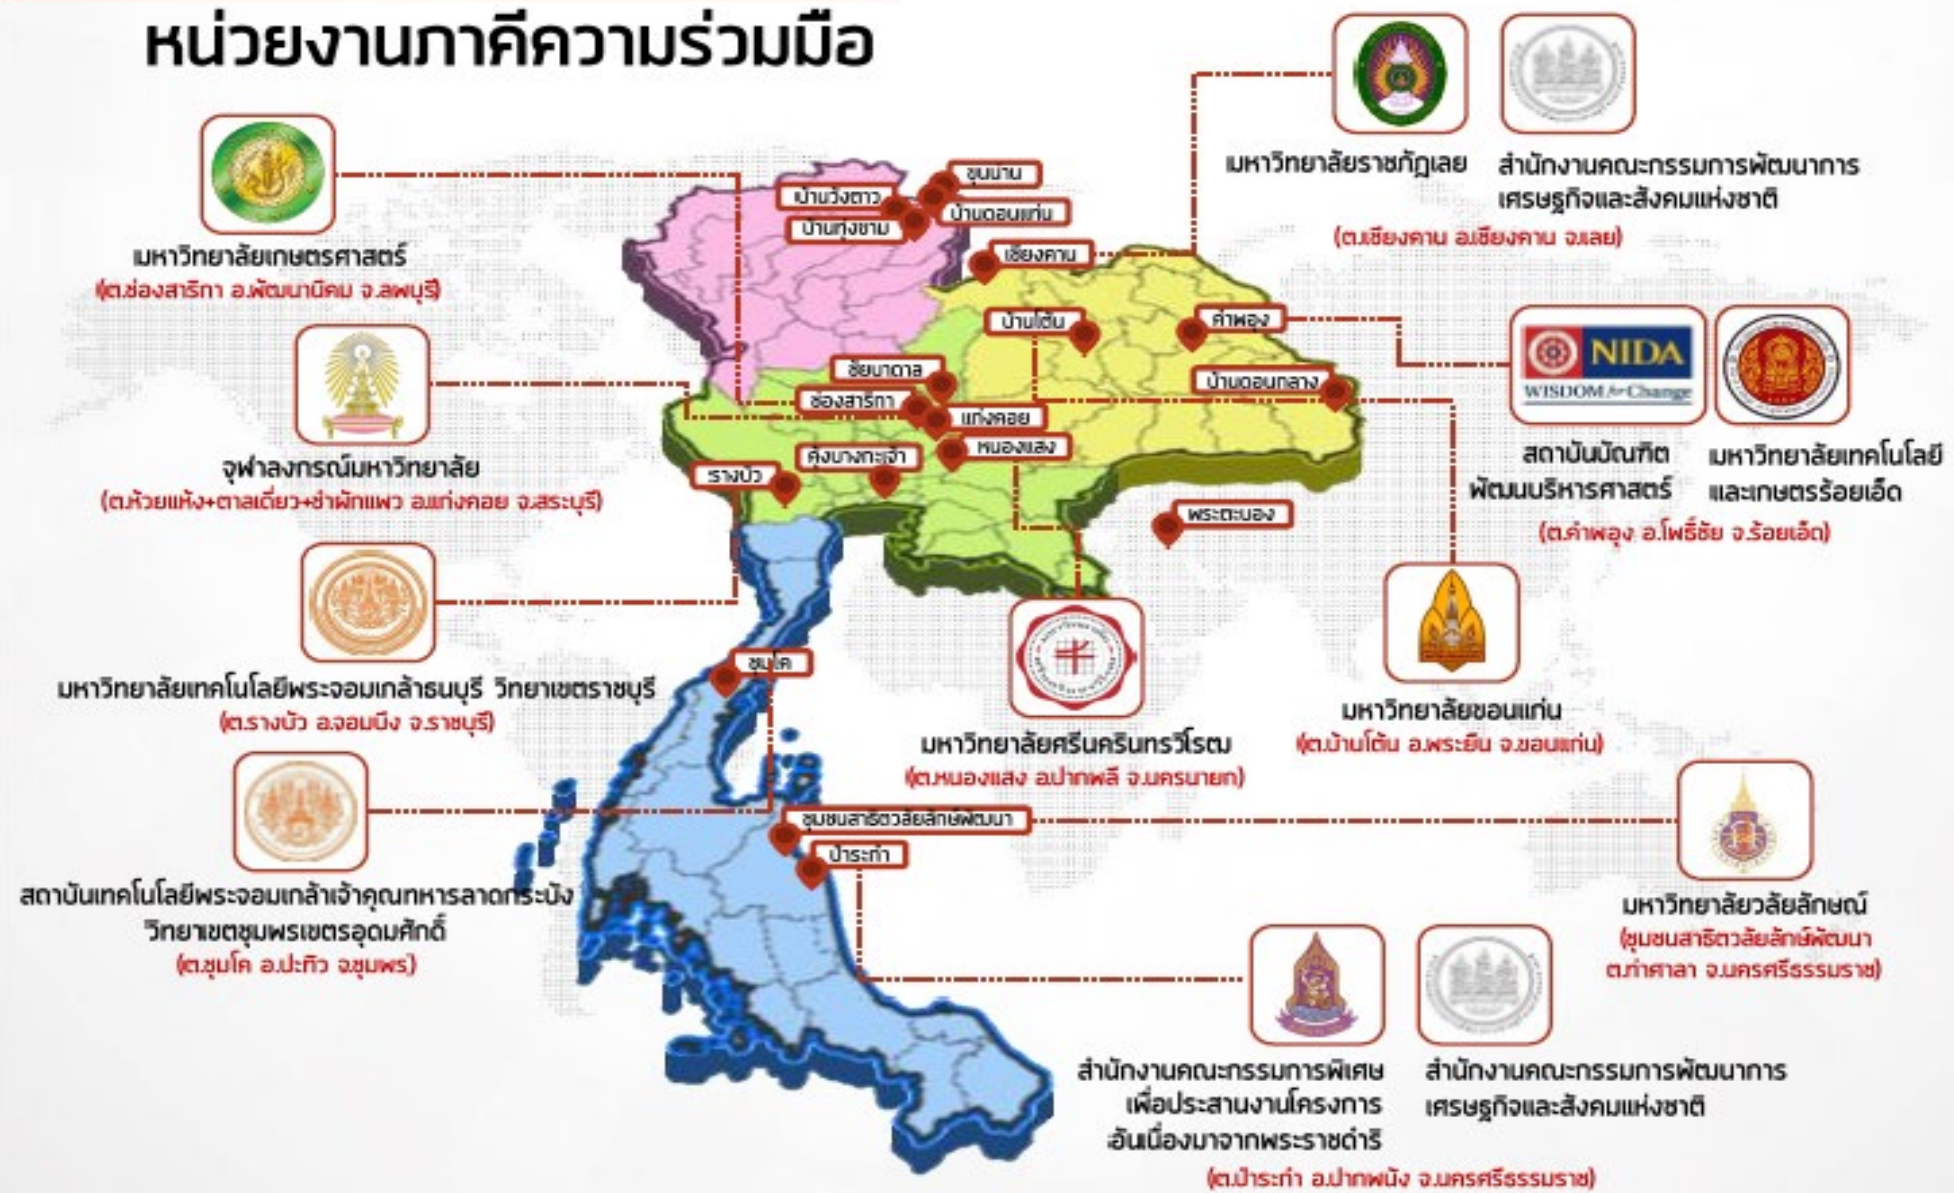 หน่วยงานภาคีความร่วมมือ
มหาวิทยาลัยราชภัฏเลย
สำนักงานคณะกรรมการพัฒนาการ
เศรษฐกิจและสังคมแห่งชาติ
(ต.เชียงคาน อ.เชียงคาน จ.เลย)
มหาวิทยาลัยเกษตรศาสตร์
(ต.ช่องสาริกา อ.พัฒนานิคม จ.ลพบุรี)
ขุนน่าน
บ้านวังตาว
บ้านดอนแท่น
บ้านทุ่งขาม
เชียงคาน
บ้านโต้น
คำพอุง
บ้านดอนกลาง
ชัยบาดาล
ช่องสาริกา
แก่งคอย
หนองแสง
คุ้งบางกะเจ้า
รางบัว
พระตะบอง
NIDA
WISDOM for Change
สถาบันบัณฑิต
พัฒนบริหารศาสตร์
มหาวิทยาลัยเทคโนโลยี
และเกษตรร้อยเอ็ด
(ต.คำพอุง อ.โพธิ์ชัย จ.ร้อยเอ็ด)
จุฬาลงกรณ์มหาวิทยาลัย
(ต.ห้วยแห้ง+ตาลเดี่ยว+ชำผักแพว อ.แก่งคอย จ.สระบุรี)
มหาวิทยาลัยเทคโนโลยีพระจอมเกล้าธนบุรี วิทยาเขตราชบุรี
(ต.รางบัว อ.จอมบึง จ.ราชบุรี)
ชุมโค
มหาวิทยาลัยศรีนครินทรวิโรฒ
(ต.หนองแสง อ.ปากพลี จ.นครนายก)
มหาวิทยาลัยขอนแก่น
(ต.บ้านโต้น อ.พระยืน จ.ขอนแก่น)
สถาบันเทคโนโลยีพระจอมเกล้าเจ้าคุณทหารลาดกระบัง
วิทยาเขตชุมพรเขตรอุดมศักดิ์
(ต.ชุมโค อ.ปะทิว จ.ชุมพร)
ชุมชนสาธิตวลัยลักษ์พัฒนา
ป่าระกำ
มหาวิทยาลัยวลัยลักษณ์
(ชุมชนสาธิตวลัยลักษ์พัฒนา
ต.ท่าศาลา จ.นครศรีธรรมราช)
สำนักงานคณะกรรมการพิเศษ
เพื่อประสานงานโครงการ
อันเนื่องมาจากพระราชดำริ
สำนักงานคณะกรรมการพัฒนาการ
เศรษฐกิจและสังคมแห่งชาติ
(ต.ป่าระกำ อ.ปากพนัง จ.นครศรีธรรมราช)